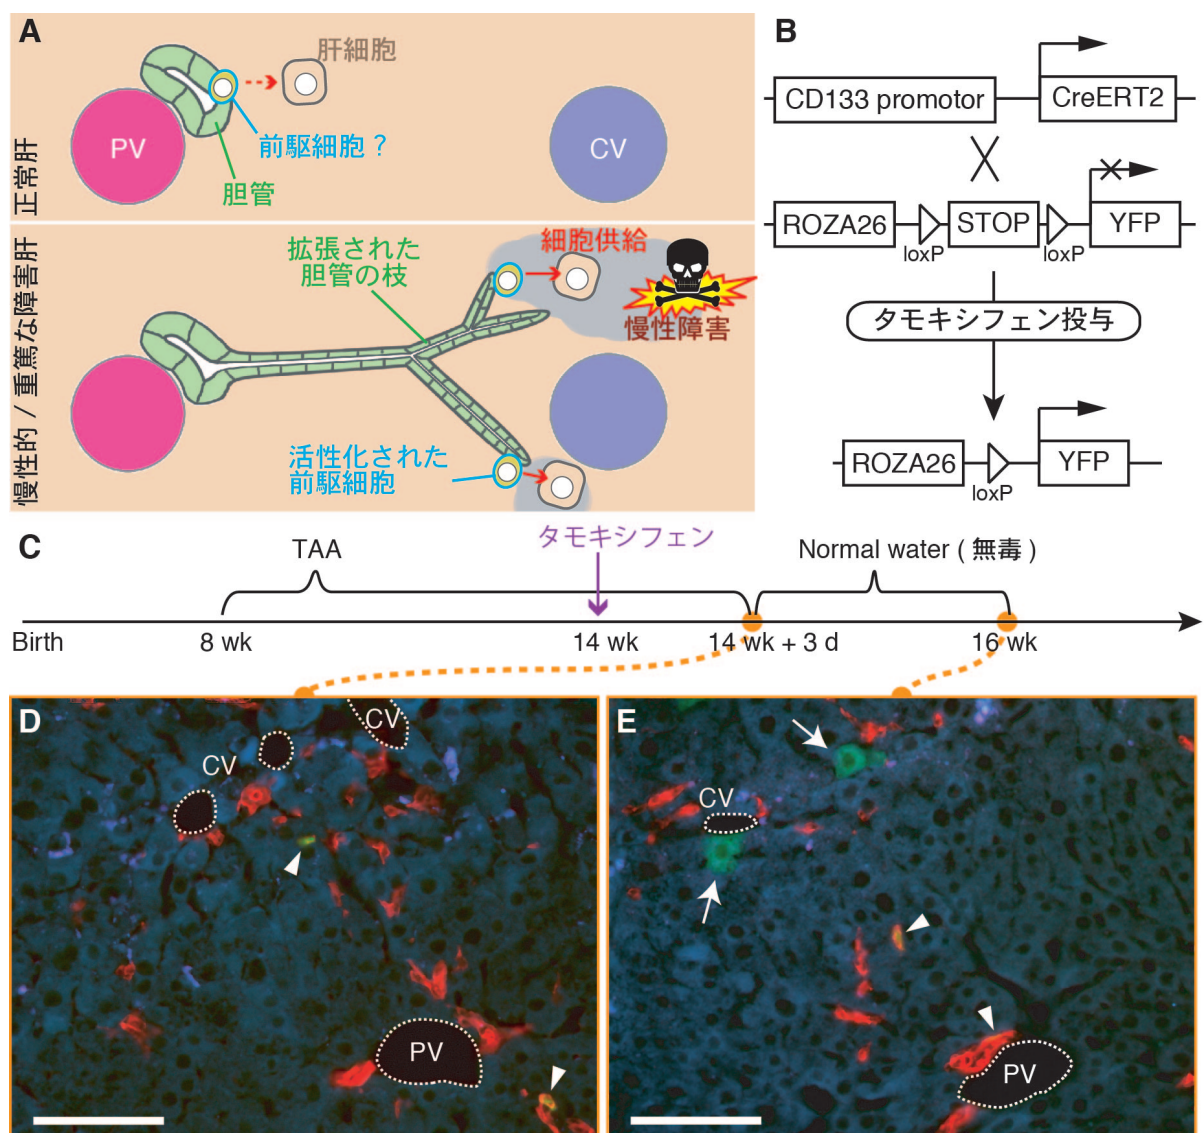 A
肝細胞
PV
前駆細胞？
胆管
CV
正常肝
拡張された
胆管の枝
細胞供給
慢性障害
活性化された
前駆細胞
慢性的 / 重篤な障害肝
B
CD133 promotor
CreERT2
ROZA26
STOP
YFP
loxP
loxP
タモキシフェン投与
ROZA26
YFP
loxP
C
TAA
タモキシフェン
Normal water ( 無毒 )
Birth
8 wk
14 wk
14 wk + 3 d
16 wk
D
CV
CV
PV
E
CV
PV